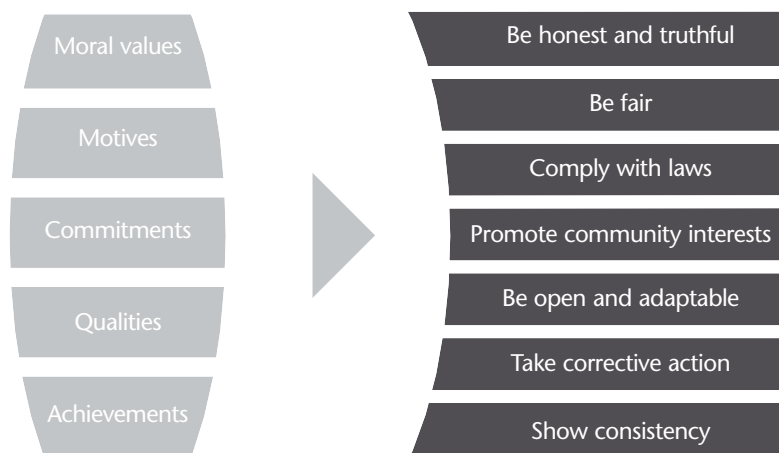 Moral values
Motives
Commitments
Qualities
Achievements
Be honest and truthful
Be fair
Comply with laws
Promote community interests
Be open and adaptable
Take corrective action
Show consistency